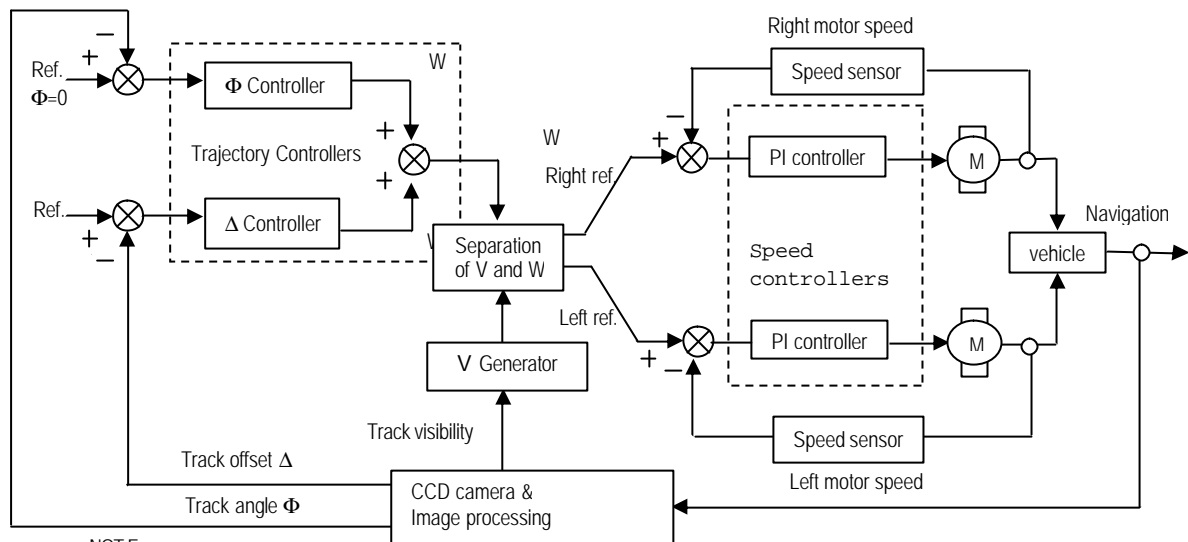 Right motor speed
Ref.
Φ=0
Φ Controller
W
Speed sensor
Trajectory Controllers
W
Right ref.
PI controller
M
Ref.
Δ Controller
Separation
of V and W
Speed
controllers
Navigation
vehicle
Left ref.
PI controller
M
V Generator
Track visibility
Speed sensor
Left motor speed
Track offset Δ
Track angle Φ
CCD camera &
Image processing